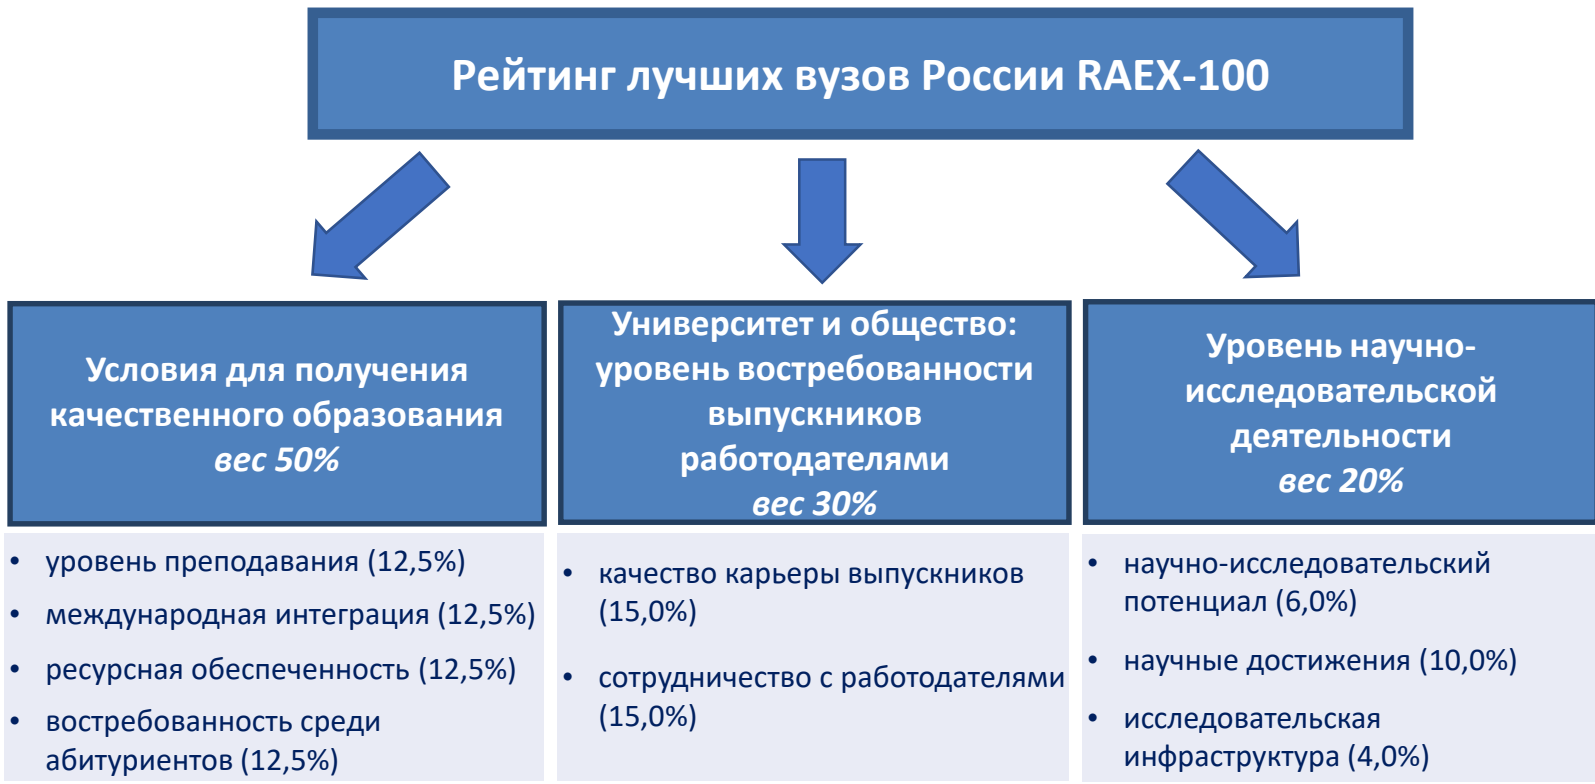 Рейтинг лучших вузов России RAEX-100
Условия для получения
качественного образования
вес 50%
• уровень преподавания (12,5%)
• международная интеграция (12,5%)
• ресурсная обеспеченность (12,5%)
• востребованность среди
абитуриентов (12,5%)
Университет и общество:
уровень востребованности
выпускников
работодателями
вес 30%
• качество карьеры выпускников
(15,0%)
• сотрудничество с работодателями
(15,0%)
Уровень научно-
исследовательской
деятельности
вес 20%
• научно-исследовательский
потенциал (6,0%)
• научные достижения (10,0%)
• исследовательская
инфраструктура (4,0%)